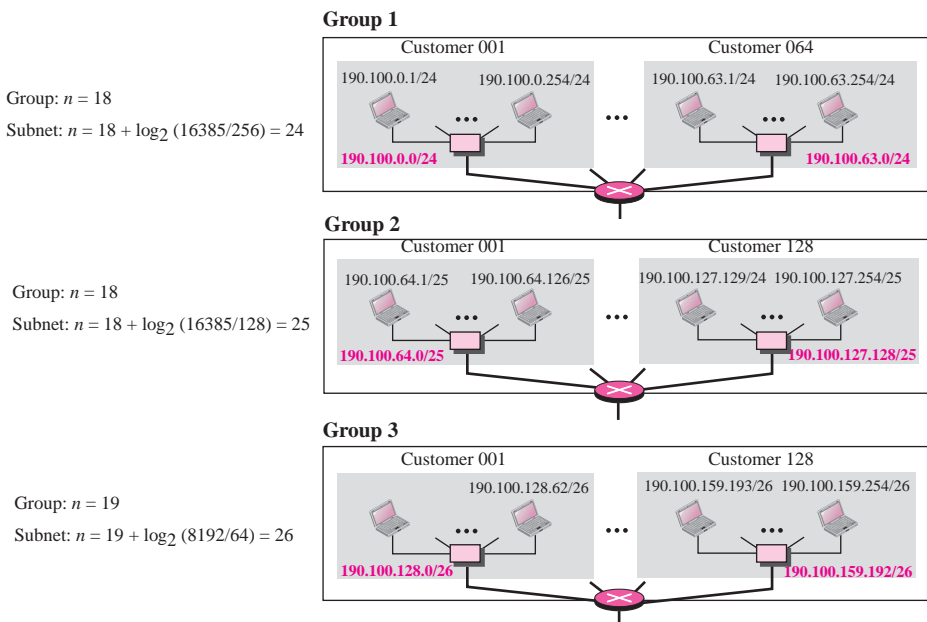 Group 1
Customer 001
Customer 064
190.100.0.1/24
190.100.0.254/24
190.100.63.1/24
190.100.63.254/24
Group: n = 18
Subnet: n = 18 + log2 (16385/256) = 24
...
...
...
190.100.0.0/24
190.100.63.0/24
Group 2
Customer 001
Customer 128
190.100.64.1/25
190.100.64.126/25
190.100.127.129/24
190.100.127.254/25
Group: n = 18
Subnet: n = 18 + log2 (16385/128) = 25
...
...
...
190.100.64.0/25
190.100.127.128/25
Group 3
Customer 001
Customer 128
190.100.128.62/26
190.100.159.193/26
190.100.159.254/26
Group: n = 19
Subnet: n = 19 + log2 (8192/64) = 26
...
...
...
190.100.128.0/26
190.100.159.192/26